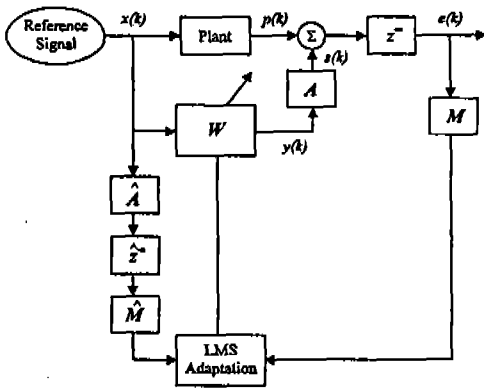 Reference
Signal
x(k)
Plant
p(k)
Σ
e(k)
s(k)
A
M
W
y(k)
Â
M̂
LMS
Adaptation